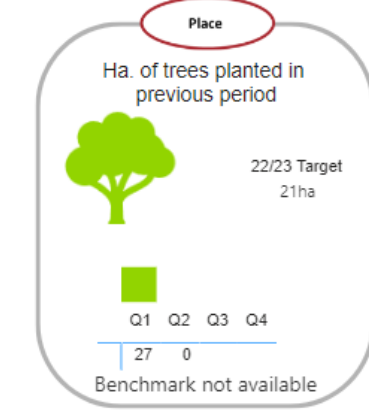 Place
Ha. of trees planted in
previous period
22/23 Target
21ha
Q1 Q2 Q3 Q4
27 0
Benchmark not available